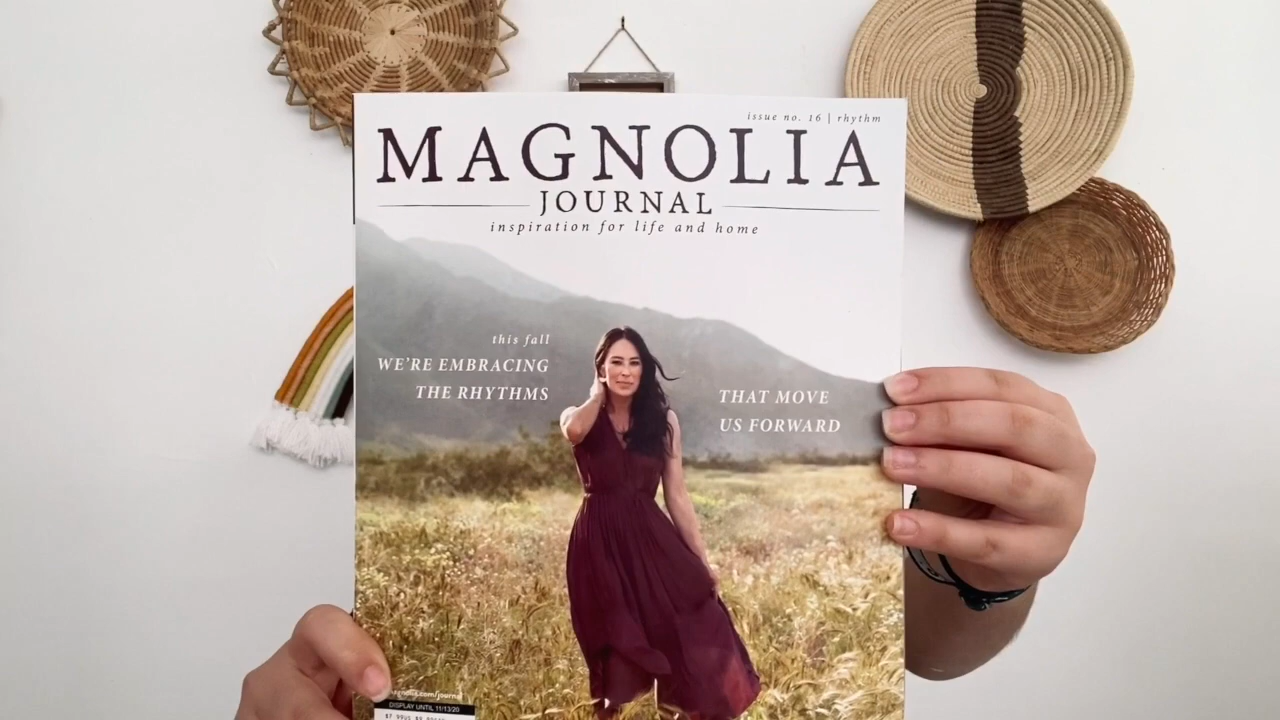 issue no. 16 | rhythm
MAGNOLIA
JOURNAL
inspiration for life and home
this fall
WE'RE EMBRACING
THE RHYTHMS
THAT MOVE
US FORWARD
DISPLAY UNTIL 11/13/20